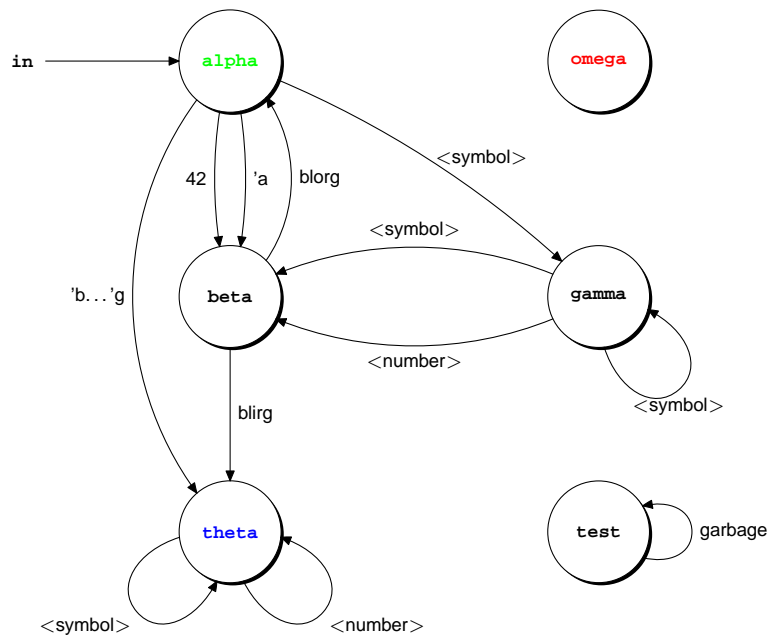 in
alpha
omega
<symbol>
42
'a
blorg
<symbol>
'b...'g
beta
gamma
<number>
<symbol>
blirg
theta
test
garbage
<symbol>
<number>